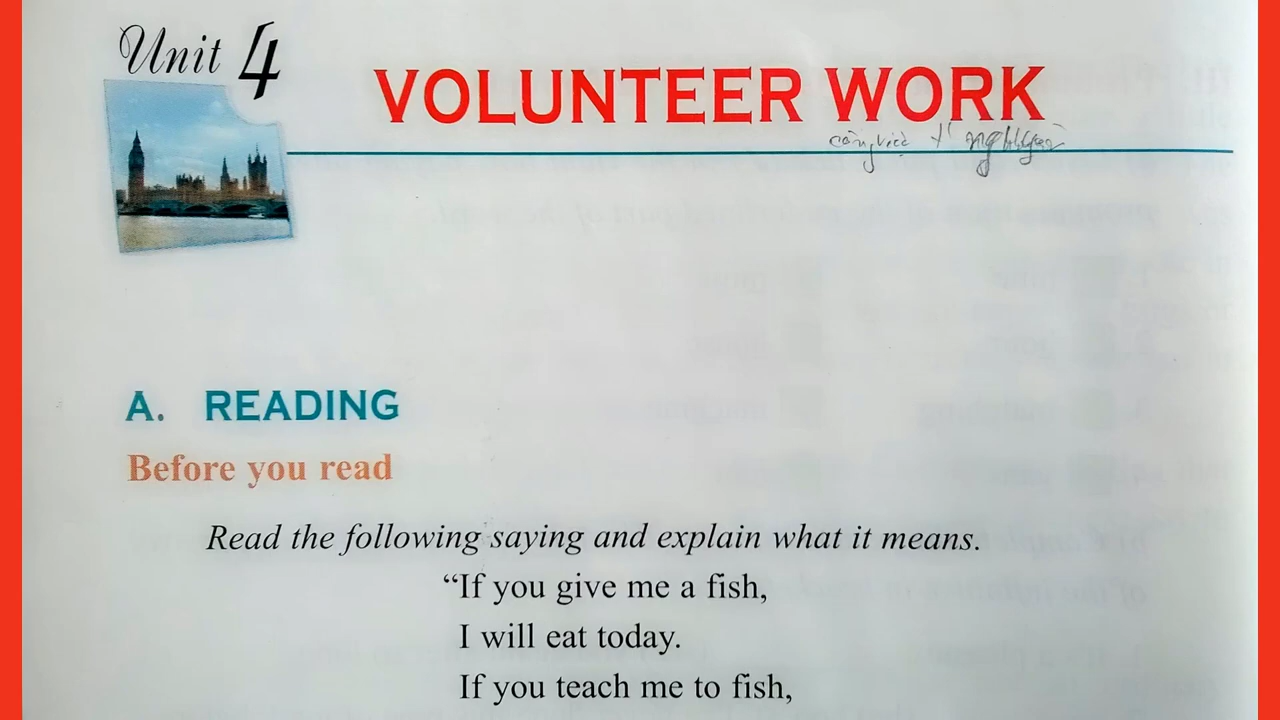 Unit 4
VOLUNTEER WORK
A. READING
Before you read
Read the following saying and explain what it means.
“If you give me a fish,
I will eat today.
If you teach me to fish,